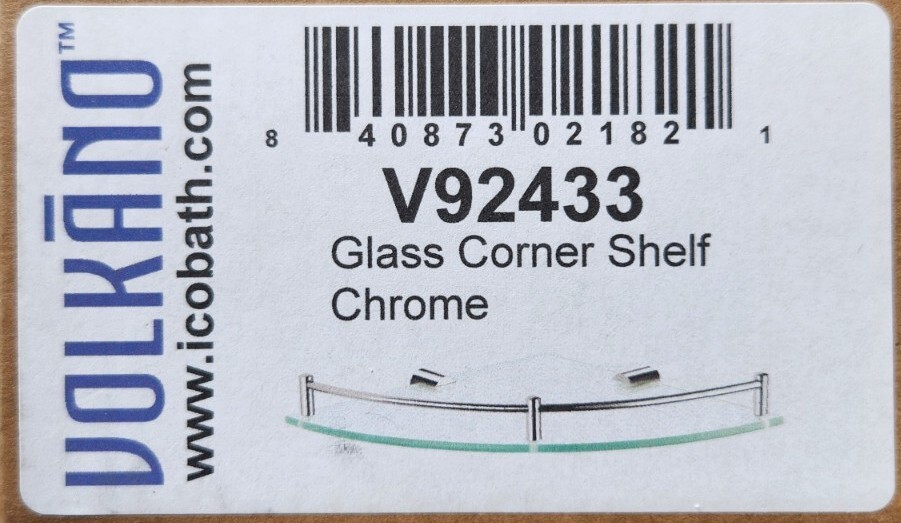 VOLKĀNO™
www.icobath.com
8 40873 02182 1
V92433
Glass Corner Shelf
Chrome